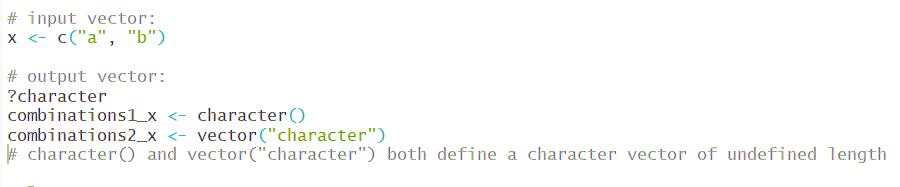 # input vector:
x <- c("a", "b")
# output vector:
?character
combinations1_x <- character()
combinations2_x <- vector("character")
# character() and vector("character") both define a character vector of undefined length